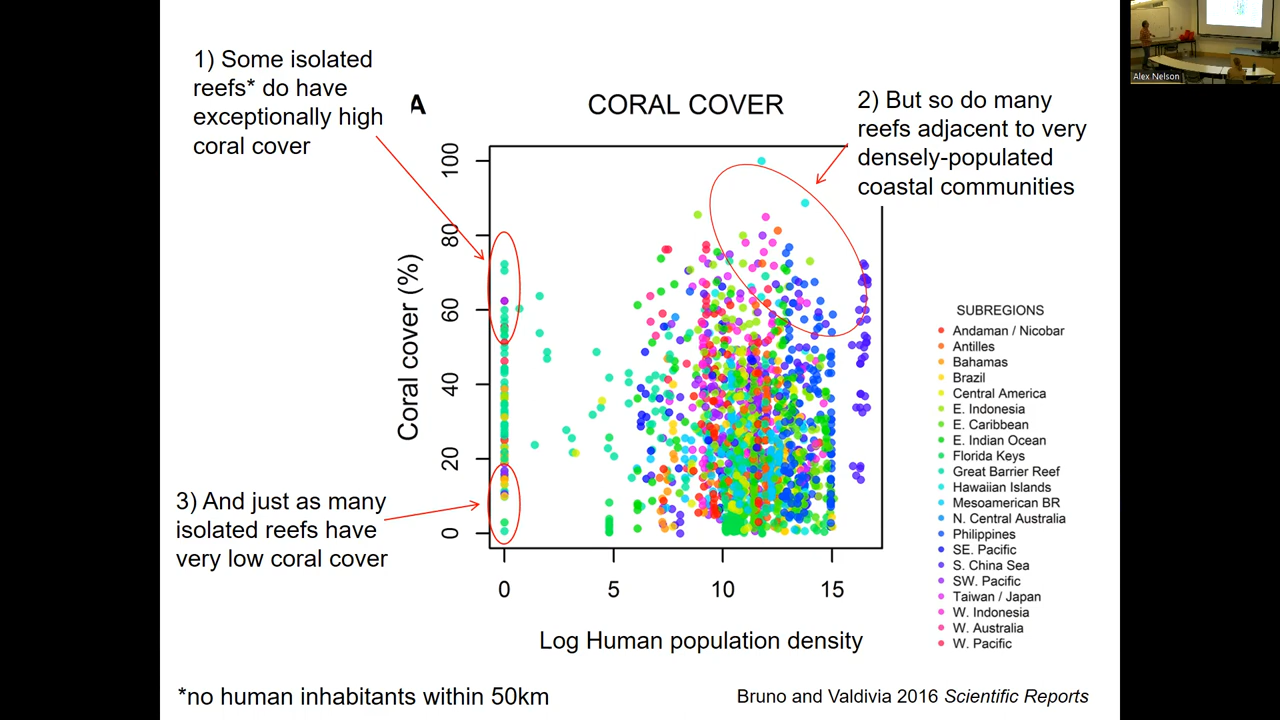 1) Some isolated
reefs* do have
exceptionally high
coral cover
A
CORAL COVER
2) But so do many
reefs adjacent to very
densely-populated
coastal communities
Alex Nelson
Coral cover (%)
100
80
60
40
20
0
0 5 10 15
Log Human population density
3) And just as many
isolated reefs have
very low coral cover
SUBREGIONS
Andaman / Nicobar
Antilles
Bahamas
Brazil
Central America
E. Indonesia
E. Caribbean
E. Indian Ocean
Florida Keys
Great Barrier Reef
Hawaiian Islands
Mesoamerican BR
N. Central Australia
Philippines
SE. Pacific
S. China Sea
SW. Pacific
Taiwan / Japan
W. Indonesia
W. Australia
W. Pacific
*no human inhabitants within 50km
Bruno and Valdivia 2016 Scientific Reports